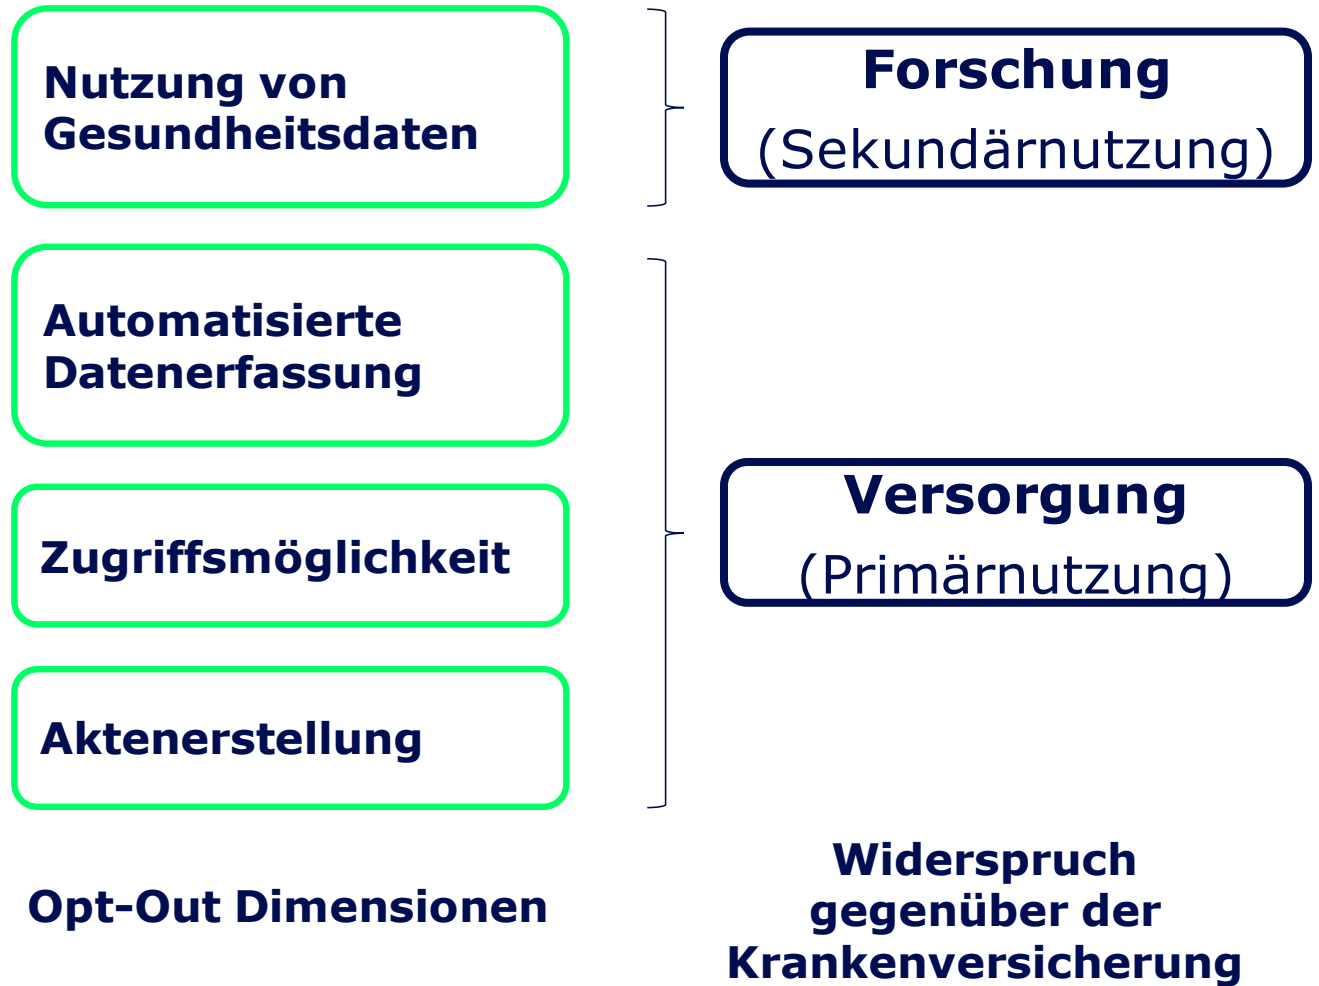 Nutzung von
Gesundheitsdaten
Forschung
(Sekundärnutzung)
Automatisierte
Datenerfassung
Zugriffsmöglichkeit
Versorgung
(Primärnutzung)
Aktenerstellung
Opt-Out Dimensionen
Widerspruch
gegenüber der
Krankenversicherung